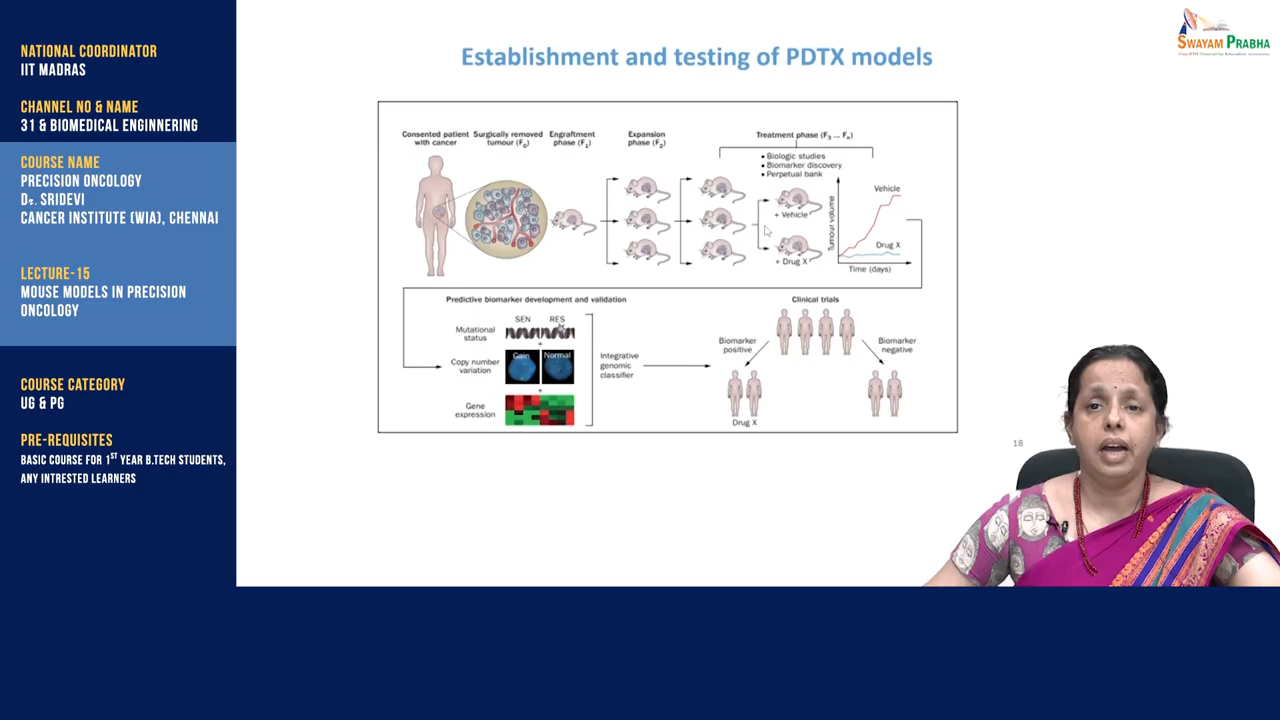 NATIONAL COORDINATOR
IIT MADRAS
CHANNEL NO & NAME
31 & BIOMEDICAL ENGINNERING
COURSE NAME
PRECISION ONCOLOGY
Dr. SRIDEVI
CANCER INSTITUTE (WIA), CHENNAI
LECTURE-15
MOUSE MODELS IN PRECISION
ONCOLOGY
COURSE CATEGORY
UG & PG
PRE-REQUISITES
BASIC COURSE FOR 1ST YEAR B.TECH STUDENTS,
ANY INTRESTED LEARNERS
Establishment and testing of PDTX models
SWAYAM PRABHA
Consented patient
with cancer
Surgically removed
tumour (F0)
Engraftment
phase (F1)
Expansion
phase (F2)
Treatment phase (F3 ... Fn)
• Biologic studies
• Biomarker discovery
• Perpetual bank
+ Vehicle
+ Drug X
Tumour volume
Vehicle
Drug X
Time (days)
Predictive biomarker development and validation
SEN RES
Mutational
status
+
Copy number
variation
Gain Normal
+
Gene
expression
Integrative
genomic
classifier
Clinical trials
Biomarker
positive
Biomarker
negative
Drug X
18